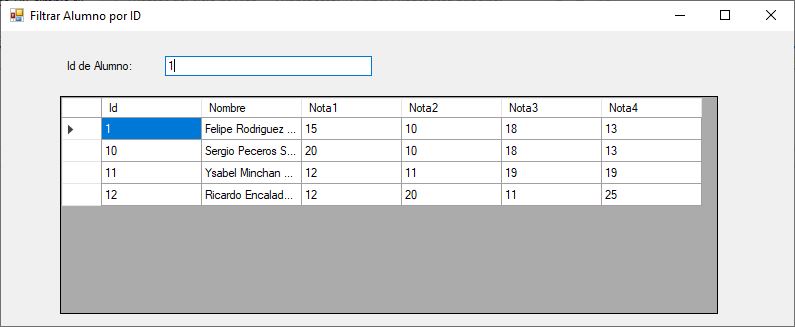 Filtrar Alumno por ID
Id de Alumno: 1
Id Nombre Nota1 Nota2 Nota3 Nota4
1 Felipe Rodriguez ... 15 10 18 13
10 Sergio Peceros S... 20 10 18 13
11 Ysabel Minchan ... 12 11 19 19
12 Ricardo Encalad... 12 20 11 25